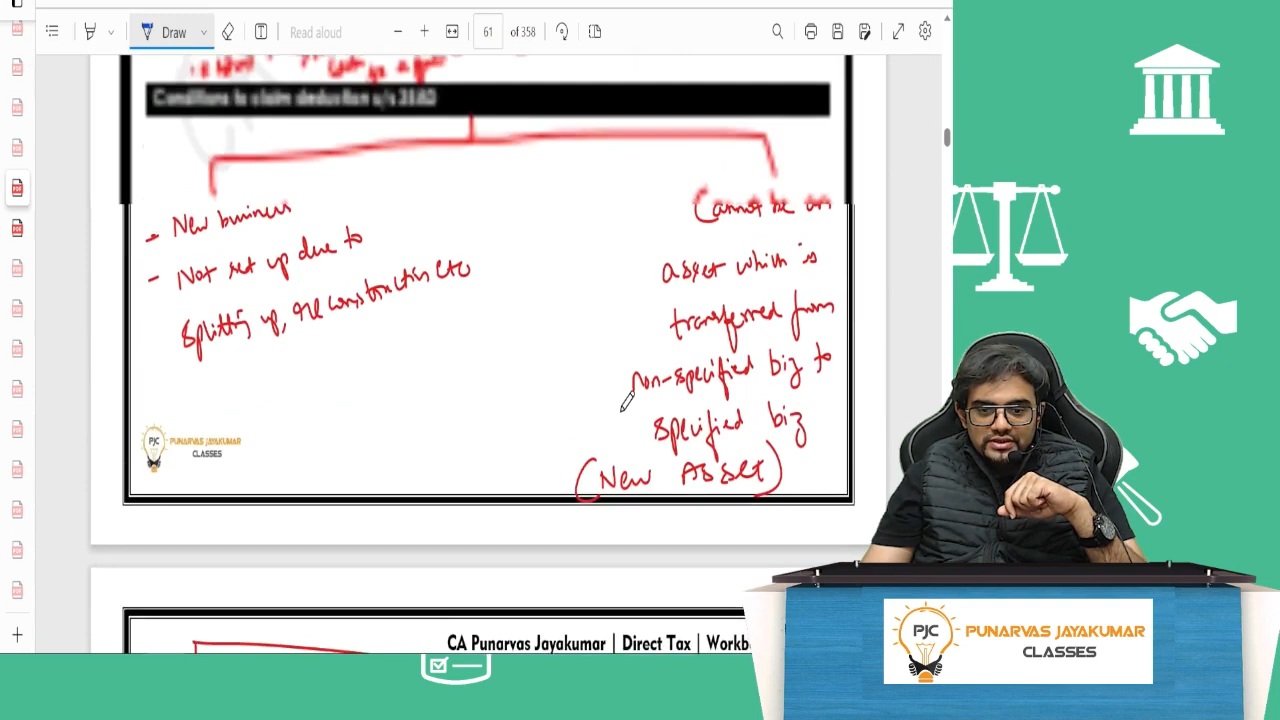 Draw
Read aloud
61 of 358
Conditions to claim deduction u/s 35AD
- New business
- Not set up due to
splitting up, reconstruction etc
Cannot be an
asset which is
transferred from
non-specified biz to
specified biz
(New Asset)
PJC PUNARVAS JAYAKUMAR
CLASSES
CA Punarvas Jayakumar | Direct Tax |
PJC PUNARVAS JAYAKUMAR
CLASSES